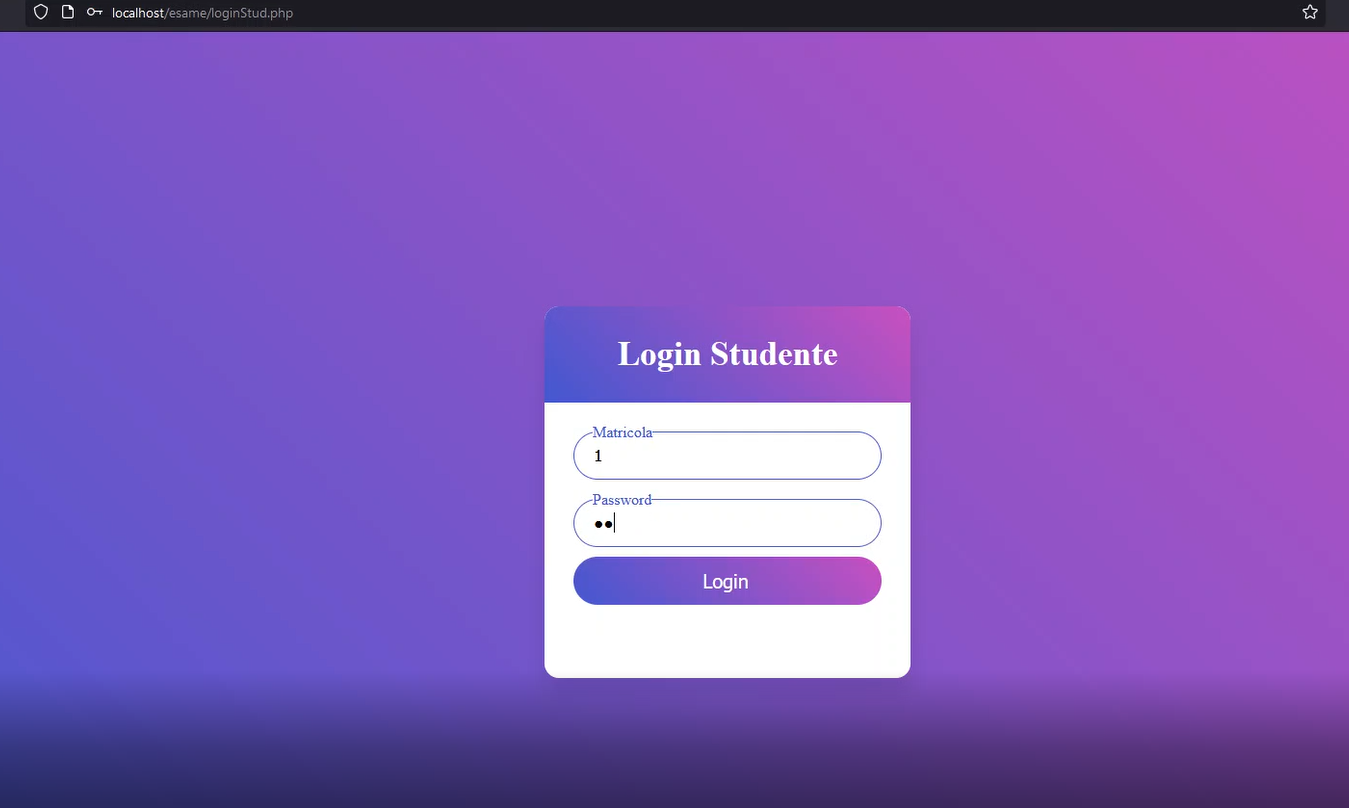 localhost/esame/loginStud.php
Login Studente
Matricola
1
Password
●●
Login